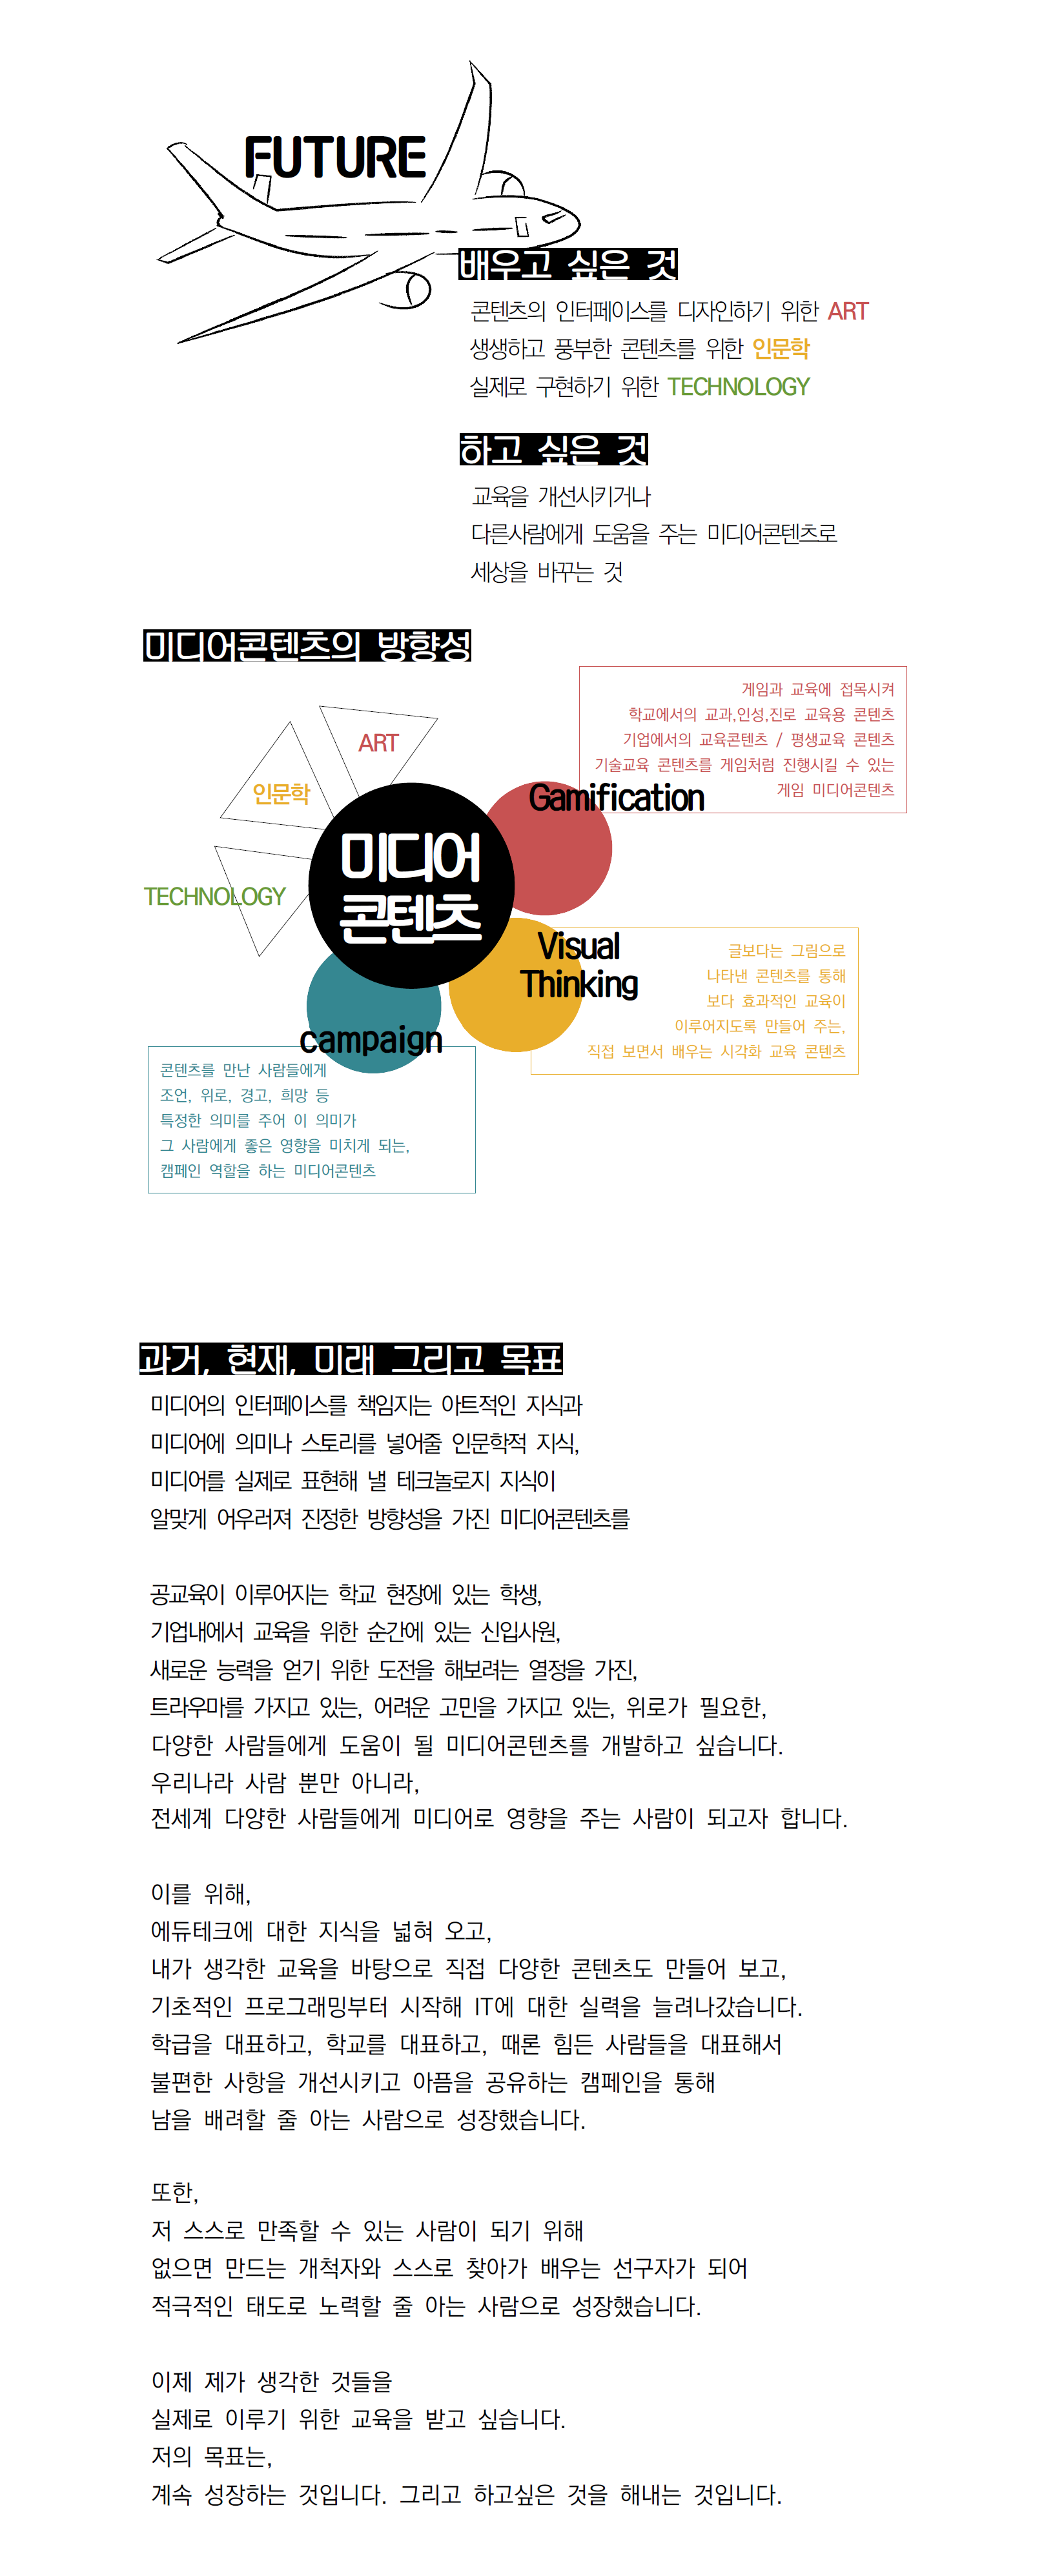 FUTURE
배우고 싶은 것
콘텐츠의 인터페이스를 디자인하기 위한 ART
생생하고 풍부한 콘텐츠를 위한 인문학
실제로 구현하기 위한 TECHNOLOGY
하고 싶은 것
교육을 개선시키거나
다른사람에게 도움을 주는 미디어콘텐츠로
세상을 바꾸는 것
미디어콘텐츠의 방향성
ART
인문학
TECHNOLOGY
미디어
콘텐츠
Gamification
게임과 교육에 접목시켜
학교에서의 교과,인성,진로 교육용 콘텐츠
기업에서의 교육콘텐츠 / 평생교육 콘텐츠
기술교육 콘텐츠를 게임처럼 진행시킬 수 있는
게임 미디어콘텐츠
Visual
Thinking
글보다는 그림으로
나타낸 콘텐츠를 통해
보다 효과적인 교육이
이루어지도록 만들어 주는,
직접 보면서 배우는 시각화 교육 콘텐츠
campaign
콘텐츠를 만난 사람들에게
조언, 위로, 경고, 희망 등
특정한 의미를 주어 이 의미가
그 사람에게 좋은 영향을 미치게 되는,
캠페인 역할을 하는 미디어콘텐츠
과거, 현재, 미래 그리고 목표
미디어의 인터페이스를 책임지는 아트적인 지식과
미디어에 의미나 스토리를 넣어줄 인문학적 지식,
미디어를 실제로 표현해 낼 테크놀로지 지식이
알맞게 어우러져 진정한 방향성을 가진 미디어콘텐츠를
공교육이 이루어지는 학교 현장에 있는 학생,
기업내에서 교육을 위한 순간에 있는 신입사원,
새로운 능력을 얻기 위한 도전을 해보려는 열정을 가진,
트라우마를 가지고 있는, 어려운 고민을 가지고 있는, 위로가 필요한,
다양한 사람들에게 도움이 될 미디어콘텐츠를 개발하고 싶습니다.
우리나라 사람 뿐만 아니라,
전세계 다양한 사람들에게 미디어로 영향을 주는 사람이 되고자 합니다.
이를 위해,
에듀테크에 대한 지식을 넓혀 오고,
내가 생각한 교육을 바탕으로 직접 다양한 콘텐츠도 만들어 보고,
기초적인 프로그래밍부터 시작해 IT에 대한 실력을 늘려나갔습니다.
학급을 대표하고, 학교를 대표하고, 때론 힘든 사람들을 대표해서
불편한 사항을 개선시키고 아픔을 공유하는 캠페인을 통해
남을 배려할 줄 아는 사람으로 성장했습니다.
또한,
저 스스로 만족할 수 있는 사람이 되기 위해
없으면 만드는 개척자와 스스로 찾아가 배우는 선구자가 되어
적극적인 태도로 노력할 줄 아는 사람으로 성장했습니다.
이제 제가 생각한 것들을
실제로 이루기 위한 교육을 받고 싶습니다.
저의 목표는,
계속 성장하는 것입니다. 그리고 하고싶은 것을 해내는 것입니다.